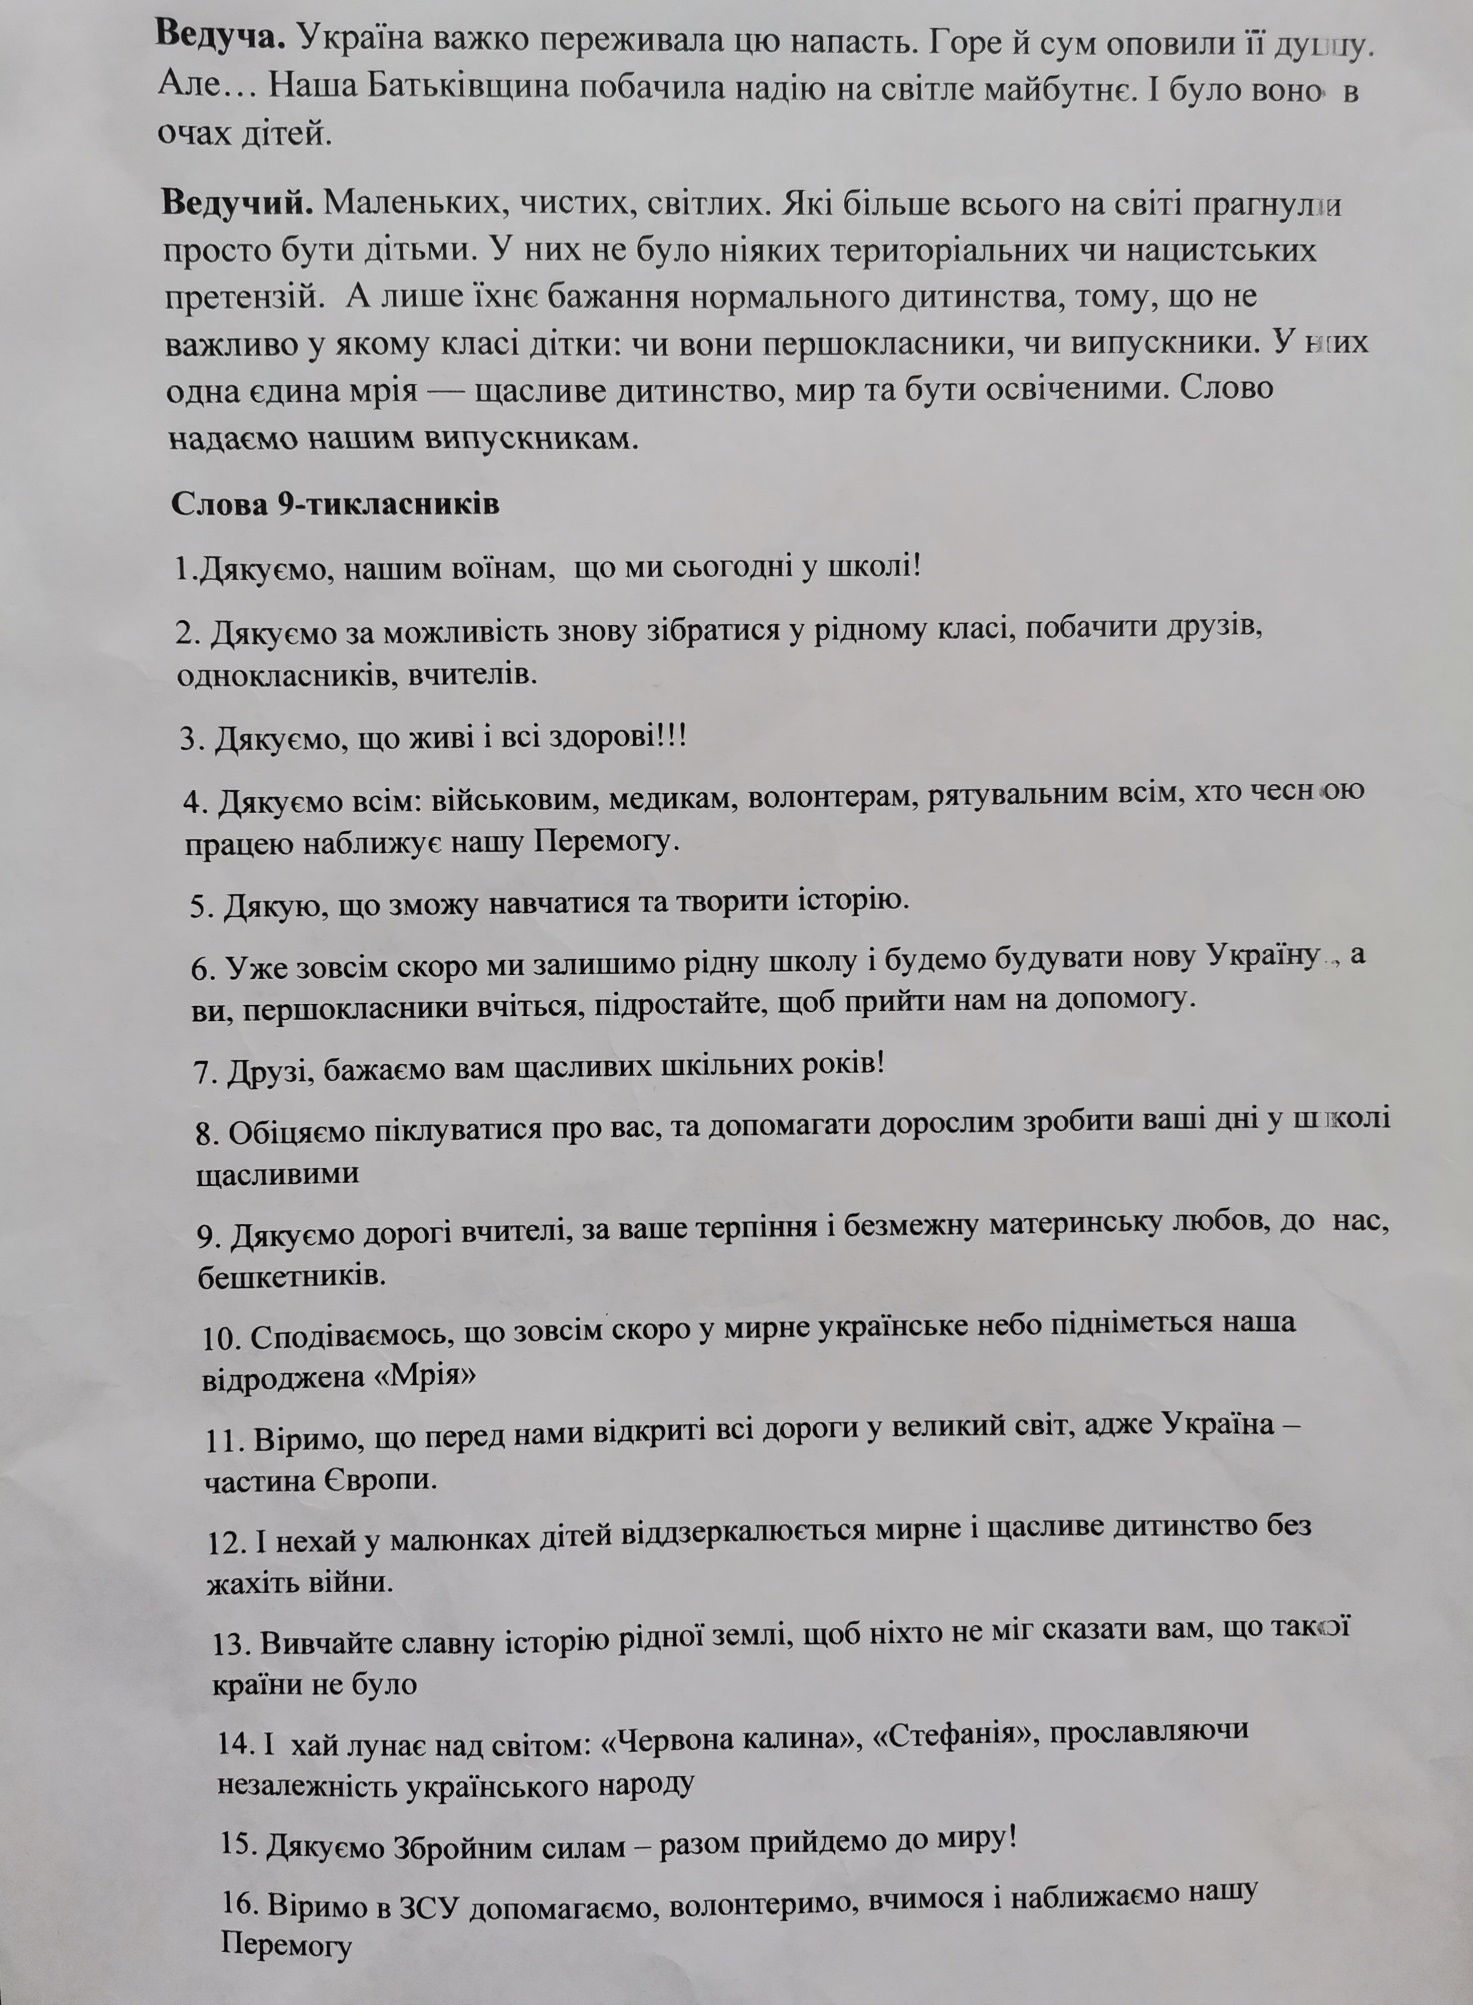 Ведуча. Україна важко переживала цю напасть. Горе й сум оповили її душу.
Але… Наша Батьківщина побачила надію на світле майбутнє. І було воно в
очах дітей.
Ведучий. Маленьких, чистих, світлих. Які більше всього на світі прагнули
просто бути дітьми. У них не було ніяких територіальних чи нацистських
претензій. А лише їхнє бажання нормального дитинства, тому, що не
важливо у якому класі дітки: чи вони першокласники, чи випускники. У них
одна єдина мрія — щасливе дитинство, мир та бути освіченими. Слово
надаємо нашим випускникам.
Слова 9-тикласників
1.Дякуємо, нашим воїнам, що ми сьогодні у школі!
2. Дякуємо за можливість знову зібратися у рідному класі, побачити друзів,
однокласників, вчителів.
3. Дякуємо, що живі і всі здорові!!!
4. Дякуємо всім: військовим, медикам, волонтерам, рятувальним всім, хто чесною
працею наближує нашу Перемогу.
5. Дякую, що зможу навчатися та творити історію.
6. Уже зовсім скоро ми залишимо рідну школу і будемо будувати нову Україну , а
ви, першокласники вчіться, підростайте, щоб прийти нам на допомогу.
7. Друзі, бажаємо вам щасливих шкільних років!
8. Обіцяємо піклуватися про вас, та допомагати дорослим зробити ваші дні у школі
щасливими
9. Дякуємо дорогі вчителі, за ваше терпіння і безмежну материнську любов, до нас,
бешкетників.
10. Сподіваємось, що зовсім скоро у мирне українське небо підніметься наша
відроджена «Мрія»
11. Віримо, що перед нами відкриті всі дороги у великий світ, адже Україна –
частина Європи.
12. І нехай у малюнках дітей віддзеркалюється мирне і щасливе дитинство без
жахіть війни.
13. Вивчайте славну історію рідної землі, щоб ніхто не міг сказати вам, що такої
країни не було
14. І хай лунає над світом: «Червона калина», «Стефанія», прославляючи
незалежність українського народу
15. Дякуємо Збройним силам – разом прийдемо до миру!
16. Віримо в ЗСУ допомагаємо, волонтеримо, вчимося і наближаємо нашу
Перемогу